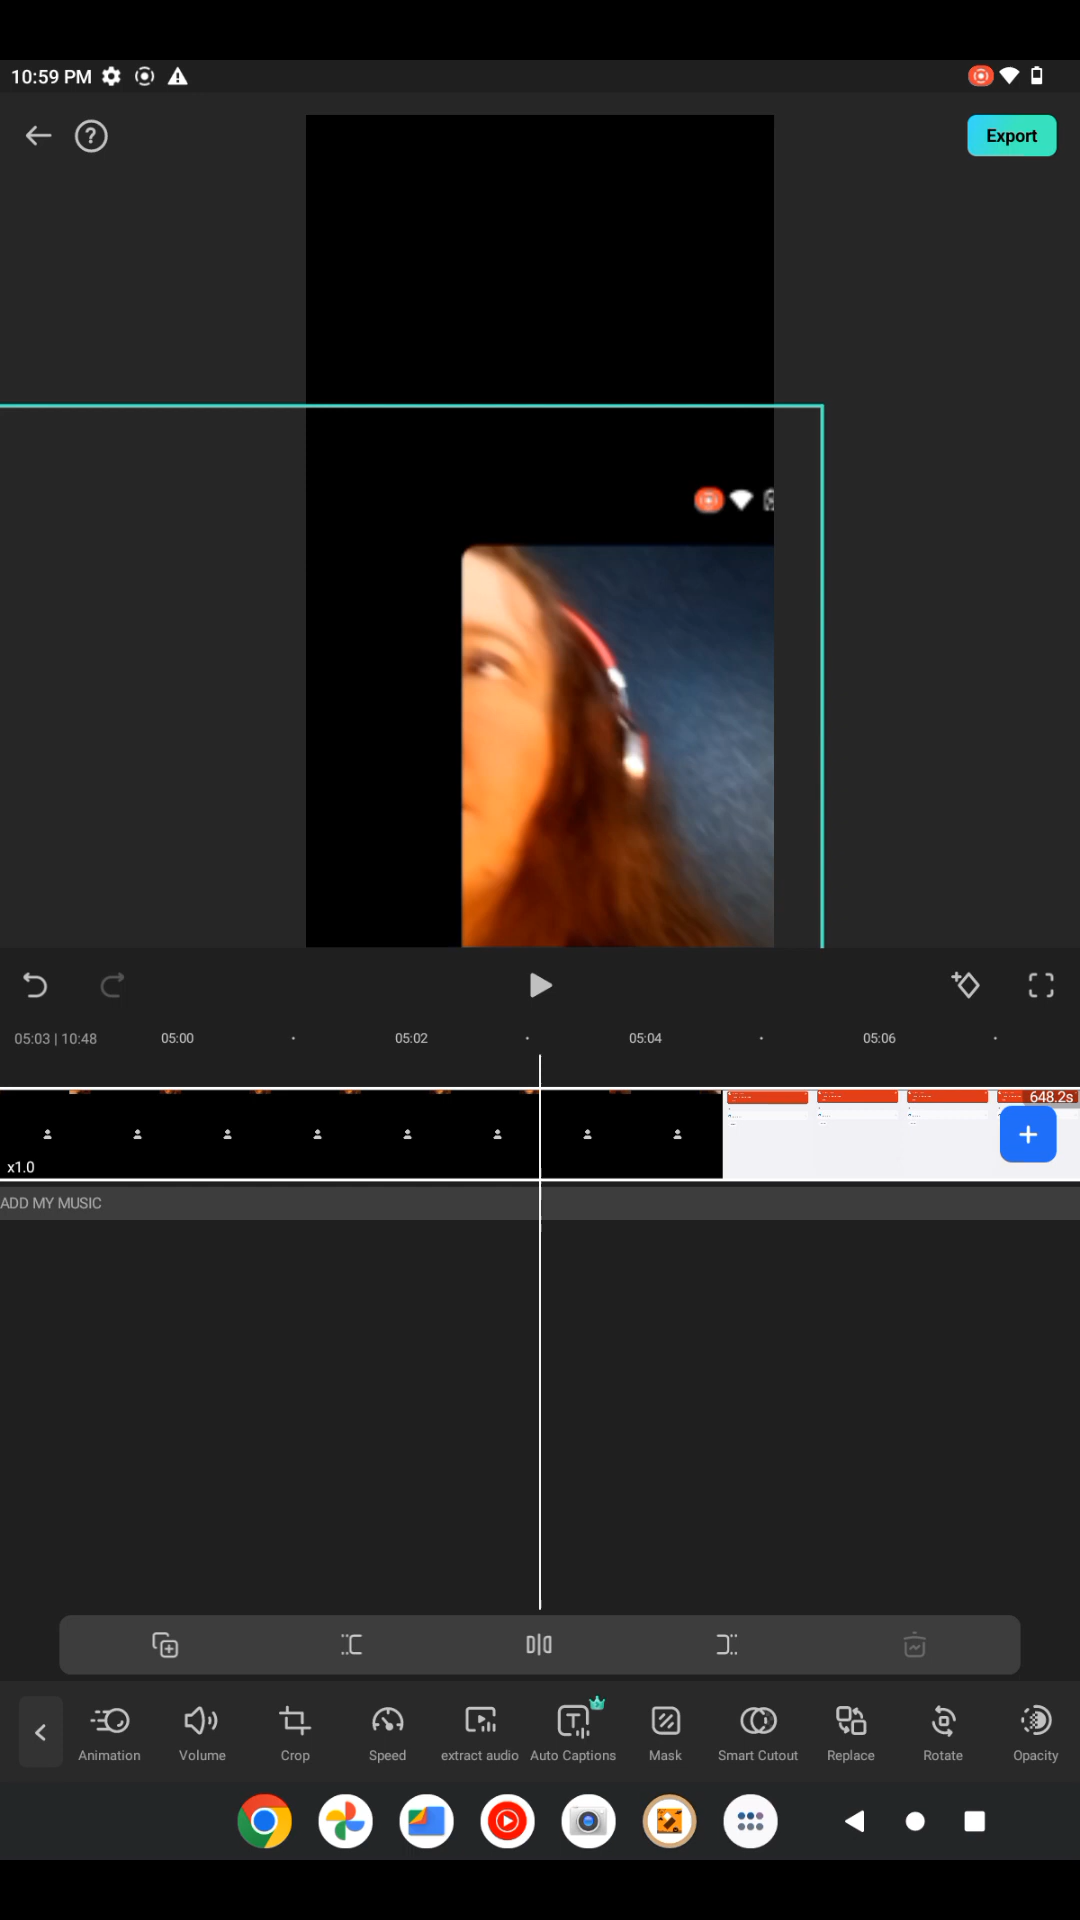 10:59 PM
Export
05:03 | 10:48
05:00
05:02
05:04
05:06
648.2s
x1.0
ADD MY MUSIC
Animation
Volume
Crop
Speed
extract audio
Auto Captions
Mask
Smart Cutout
Replace
Rotate
Opacity